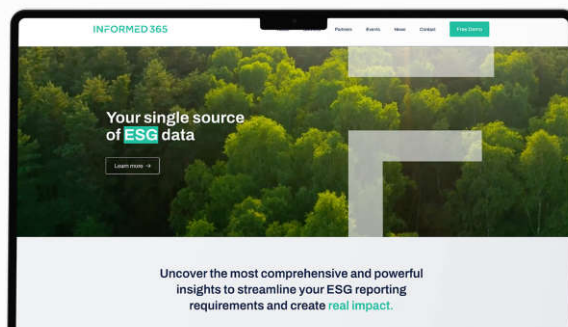 INFORMED 365
Partners Events News Contact Free Demo
Your single source
of ESG data
Learn more →
Uncover the most comprehensive and powerful
insights to streamline your ESG reporting
requirements and create real impact.